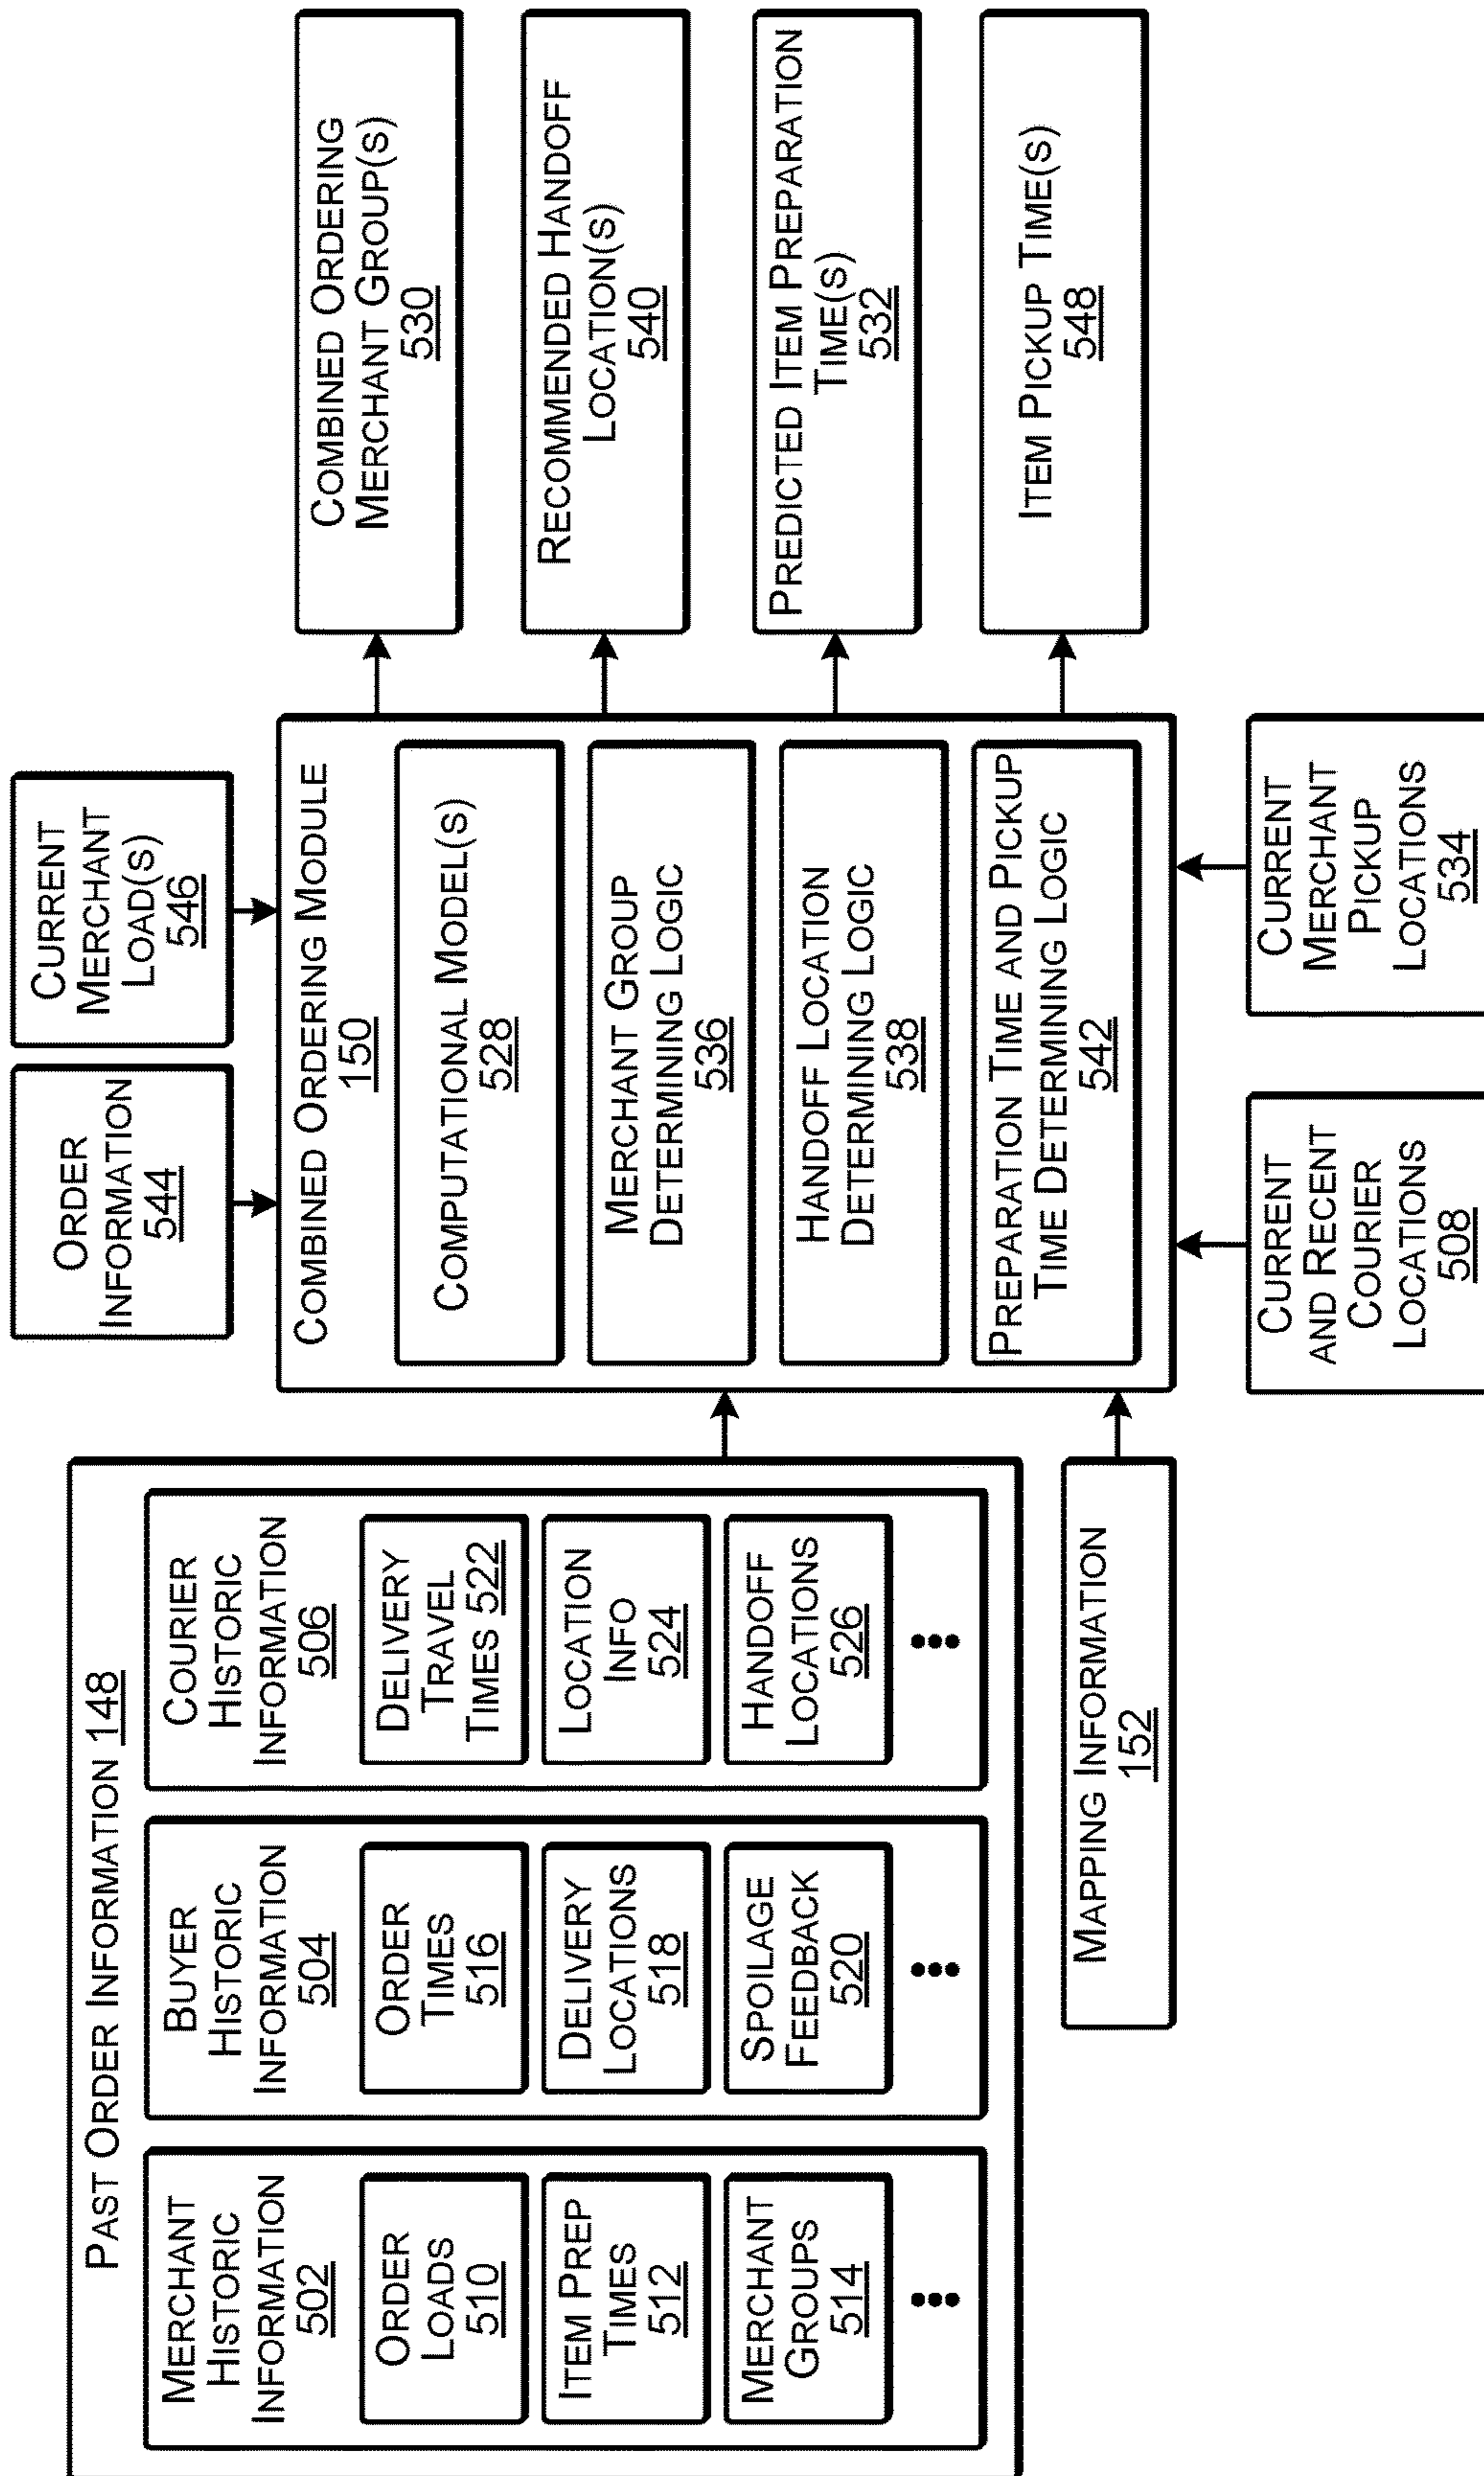 PAST ORDER INFORMATION 148
MERCHANT
HISTORIC
INFORMATION
502
ORDER
LOADS
510
ITEM PREP
TIMES
512
MERCHANT
GROUPS
514
BUYER
HISTORIC
INFORMATION
504
ORDER
TIMES
516
DELIVERY
LOCATIONS
518
SPOILAGE
FEEDBACK
520
COURIER
HISTORIC
INFORMATION
506
DELIVERY
TRAVEL
TIMES 522
LOCATION
INFO
524
HANDOFF
LOCATIONS
526
MAPPING INFORMATION
152
ORDER
INFORMATION
544
CURRENT
MERCHANT
LOAD(S)
546
COMBINED ORDERING MODULE
150
COMPUTATIONAL MODEL(S)
528
MERCHANT GROUP
DETERMINING LOGIC
536
HANDOFF LOCATION
DETERMINING LOGIC
538
PREPARATION TIME AND PICKUP
TIME DETERMINING LOGIC
542
CURRENT
AND RECENT
COURIER
LOCATIONS
508
CURRENT
MERCHANT
PICKUP
LOCATIONS
534
COMBINED ORDERING
MERCHANT GROUP(S)
530
RECOMMENDED HANDOFF
LOCATION(S)
540
PREDICTED ITEM PREPARATION
TIME(S)
532
ITEM PICKUP TIME(S)
548